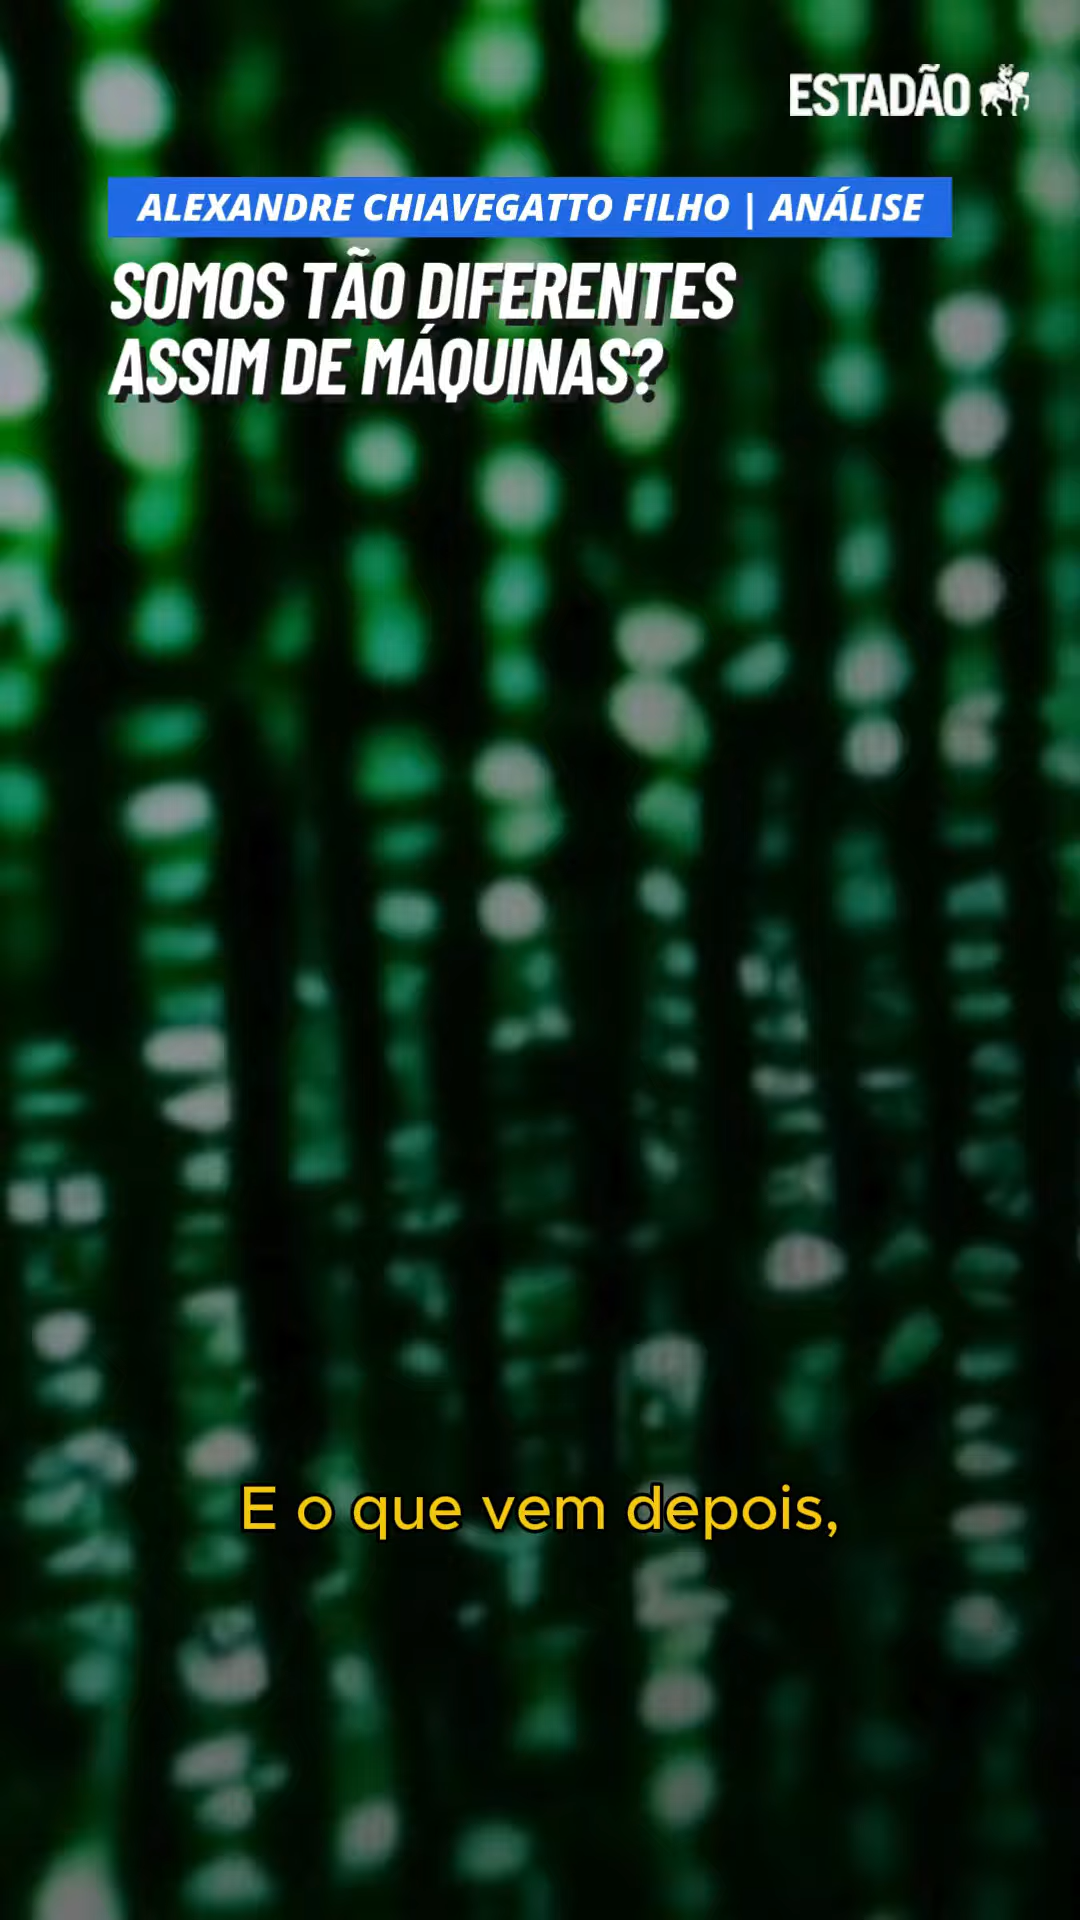 ESTADÃO
ALEXANDRE CHIAVEGATTO FILHO | ANÁLISE
SOMOS TÃO DIFERENTES
ASSIM DE MÁQUINAS?
E o que vem depois,